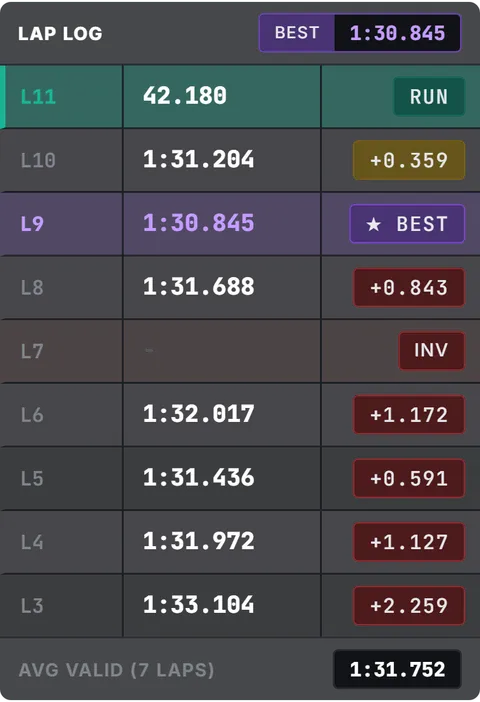 LAP LOG BEST 1:30.845
L11 42.180 RUN
L10 1:31.204 +0.359
L9 1:30.845 ★ BEST
L8 1:31.688 +0.843
L7 - INV
L6 1:32.017 +1.172
L5 1:31.436 +0.591
L4 1:31.972 +1.127
L3 1:33.104 +2.259
AVG VALID (7 LAPS) 1:31.752